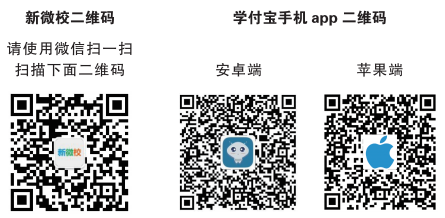 新微校二维码
请使用微信扫一扫
扫描下面二维码
新微校
学付宝手机 app 二维码
安卓端
苹果端